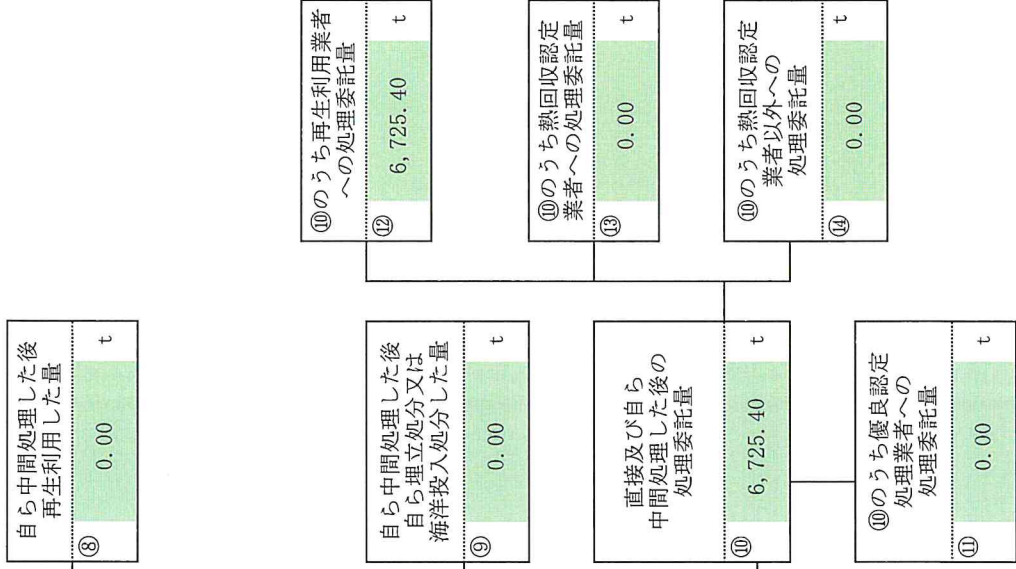 自ら中間処理した後
再生利用した量
⑧ 0.00 t
自ら中間処理した後
自ら埋立処分又は
海洋投入処分した量
⑨ 0.00 t
直接及び自ら
中間処理した後の
処理委託量
⑩ 6,725.40 t
⑩のうち優良認定
処理業者への
処理委託量
⑪ 0.00 t
⑩のうち再生利用業者
への処理委託量
⑫ 6,725.40 t
⑩のうち熱回収認定
業者への処理委託量
⑬ 0.00 t
⑩のうち熱回収認定
業者以外への
処理委託量
⑭ 0.00 t